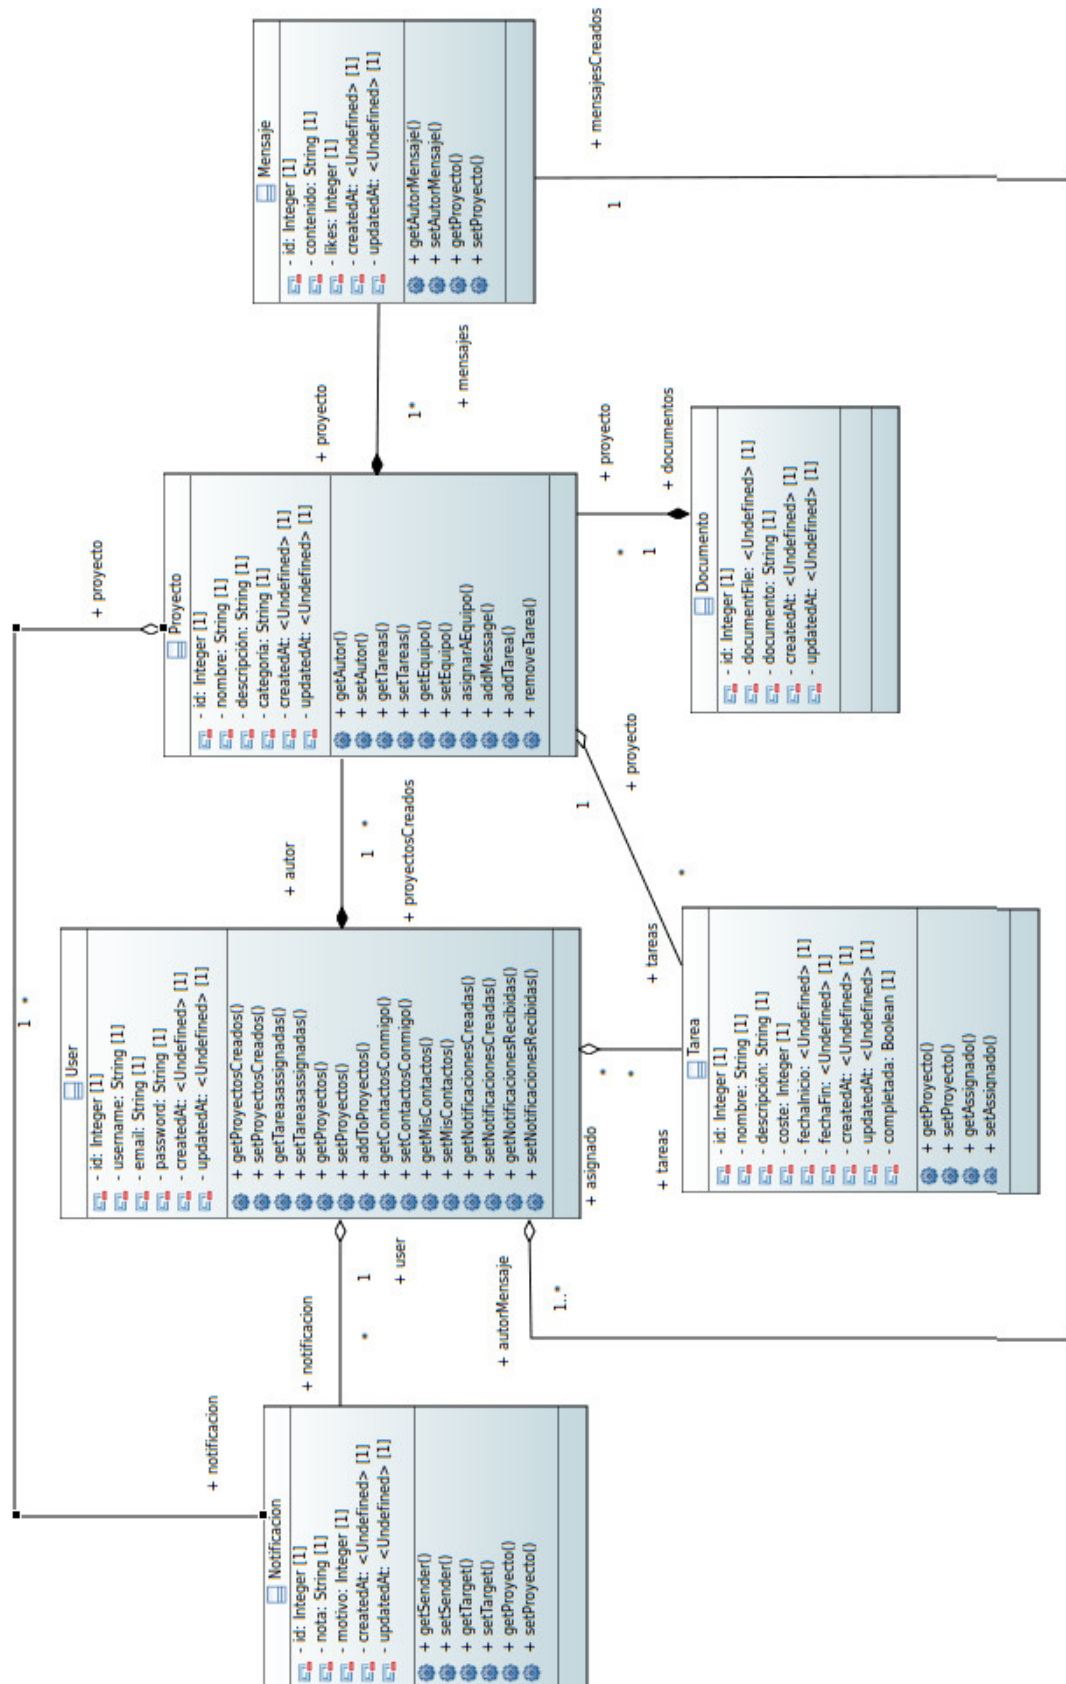 Notificacion
- id: Integer [1]
- nota: String [1]
- motivo: Integer [1]
- createdAt: <Undefined> [1]
- updatedAt: <Undefined> [1]
+ getSender()
+ setSender()
+ getTarget()
+ setTarget()
+ getProyecto()
+ setProyecto()
+ notificacion
1 *
+ proyecto
+ notificacion
*
1
+ user
+ autorMensaje
1..*
User
- id: Integer [1]
- username: String [1]
- email: String [1]
- password: String [1]
- createdAt: <Undefined> [1]
- updatedAt: <Undefined> [1]
+ getProyectosCreados()
+ setProyectosCreados()
+ getTareasassignadas()
+ setTareasassignadas()
+ getProyectos()
+ setProyectos()
+ addToProyectos()
+ getContactosConmigo()
+ setContactosConmigo()
+ getMisContactos()
+ setMisContactos()
+ getNotificacionesCreadas()
+ setNotificacionesCreadas()
+ getNotificacionesRecibidas()
+ setNotificacionesRecibidas()
+ asignado
*
*
+ tareas
+ autor
1 *
+ proyectosCreados
Tarea
- id: Integer [1]
- nombre: String [1]
- descripción: String [1]
- coste: Integer [1]
- fechaInicio: <Undefined> [1]
- fechaFin: <Undefined> [1]
- createdAt: <Undefined> [1]
- updatedAt: <Undefined> [1]
- completada: Boolean [1]
+ getProyecto()
+ setProyecto()
+ getAssignado()
+ setAssignado()
+ tareas
*
1
+ proyecto
Proyecto
- id: Integer [1]
- nombre: String [1]
- descripción: String [1]
- categoria: String [1]
- createdAt: <Undefined> [1]
- updatedAt: <Undefined> [1]
+ getAutor()
+ setAutor()
+ getTareas()
+ setTareas()
+ getEquipo()
+ setEquipo()
+ asignarAEquipo()
+ addMessage()
+ addTarea()
+ removeTarea()
+ proyecto
1*
+ mensajes
+ proyecto
*
1
+ documentos
Documento
- id: Integer [1]
- documentFile: <Undefined> [1]
- documento: String [1]
- createdAt: <Undefined> [1]
- updatedAt: <Undefined> [1]
Mensaje
- id: Integer [1]
- contenido: String [1]
- likes: Integer [1]
- createdAt: <Undefined> [1]
- updatedAt: <Undefined> [1]
+ getAutorMensaje()
+ setAutorMensaje()
+ getProyecto()
+ setProyecto()
+ mensajesCreados
1